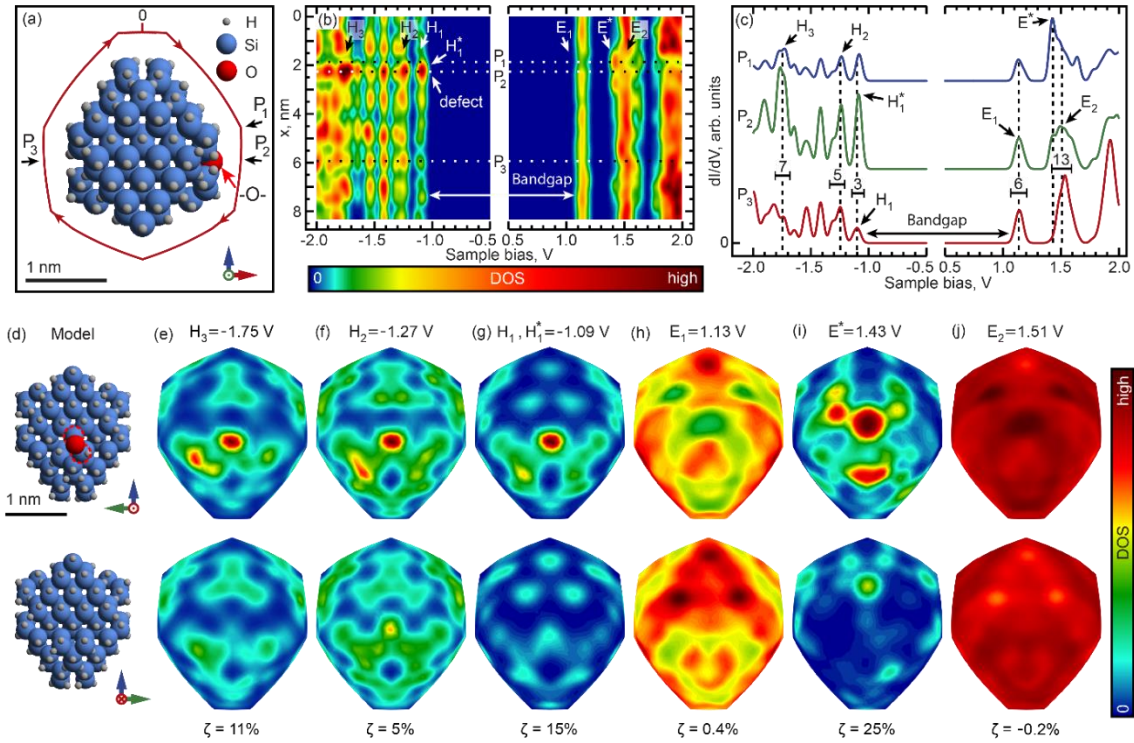 (a)
0
H
Si
O
P1
P2
P3
-O-
1 nm
(b)
x, nm
0
2
4
6
8
H3
H2
H1
H1*
defect
E1
E*
E2
P1
P2
P3
Bandgap
-2.0 -1.5 -1.0 -0.5 0.5 1.0 1.5 2.0
Sample bias, V
0 DOS high
(c)
dI/dV, arb. units
0
P1
P2
P3
H3
H2
H1*
H1
E*
E1
E2
7
5
3
6
13
Bandgap
-2.0 -1.5 -1.0 -0.5 0.5 1.0 1.5 2.0
Sample bias, V
(d) Model
1 nm
(e) H3=-1.75 V
(f) H2=-1.27 V
(g) H1 , H1*=-1.09 V
(h) E1=1.13 V
(i) E*=1.43 V
(j) E2=1.51 V
high
DOS
0
ζ = 11% ζ = 5% ζ = 15% ζ = 0.4% ζ = 25% ζ = -0.2%